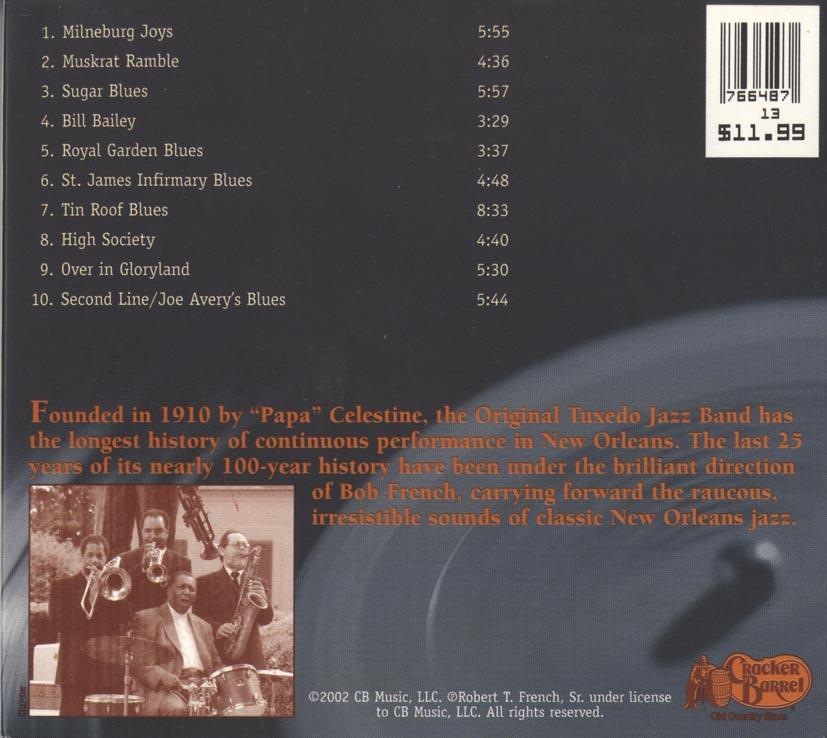 1. Milneburg Joys 5:55
2. Muskrat Ramble 4:36
3. Sugar Blues 5:57
4. Bill Bailey 3:29
5. Royal Garden Blues 3:37
6. St. James Infirmary Blues 4:48
7. Tin Roof Blues 8:33
8. High Society 4:40
9. Over in Gloryland 5:30
10. Second Line/Joe Avery's Blues 5:44
766487
13
$11.99
Founded in 1910 by “Papa” Celestine, the Original Tuxedo Jazz Band has
the longest history of continuous performance in New Orleans. The last 25
years of its nearly 100-year history have been under the brilliant direction
of Bob French, carrying forward the raucous,
irresistible sounds of classic New Orleans jazz.
©2002 CB Music, LLC. ℗Robert T. French, Sr. under license
to CB Music, LLC. All rights reserved.
Cracker
Barrel
Old Country Store